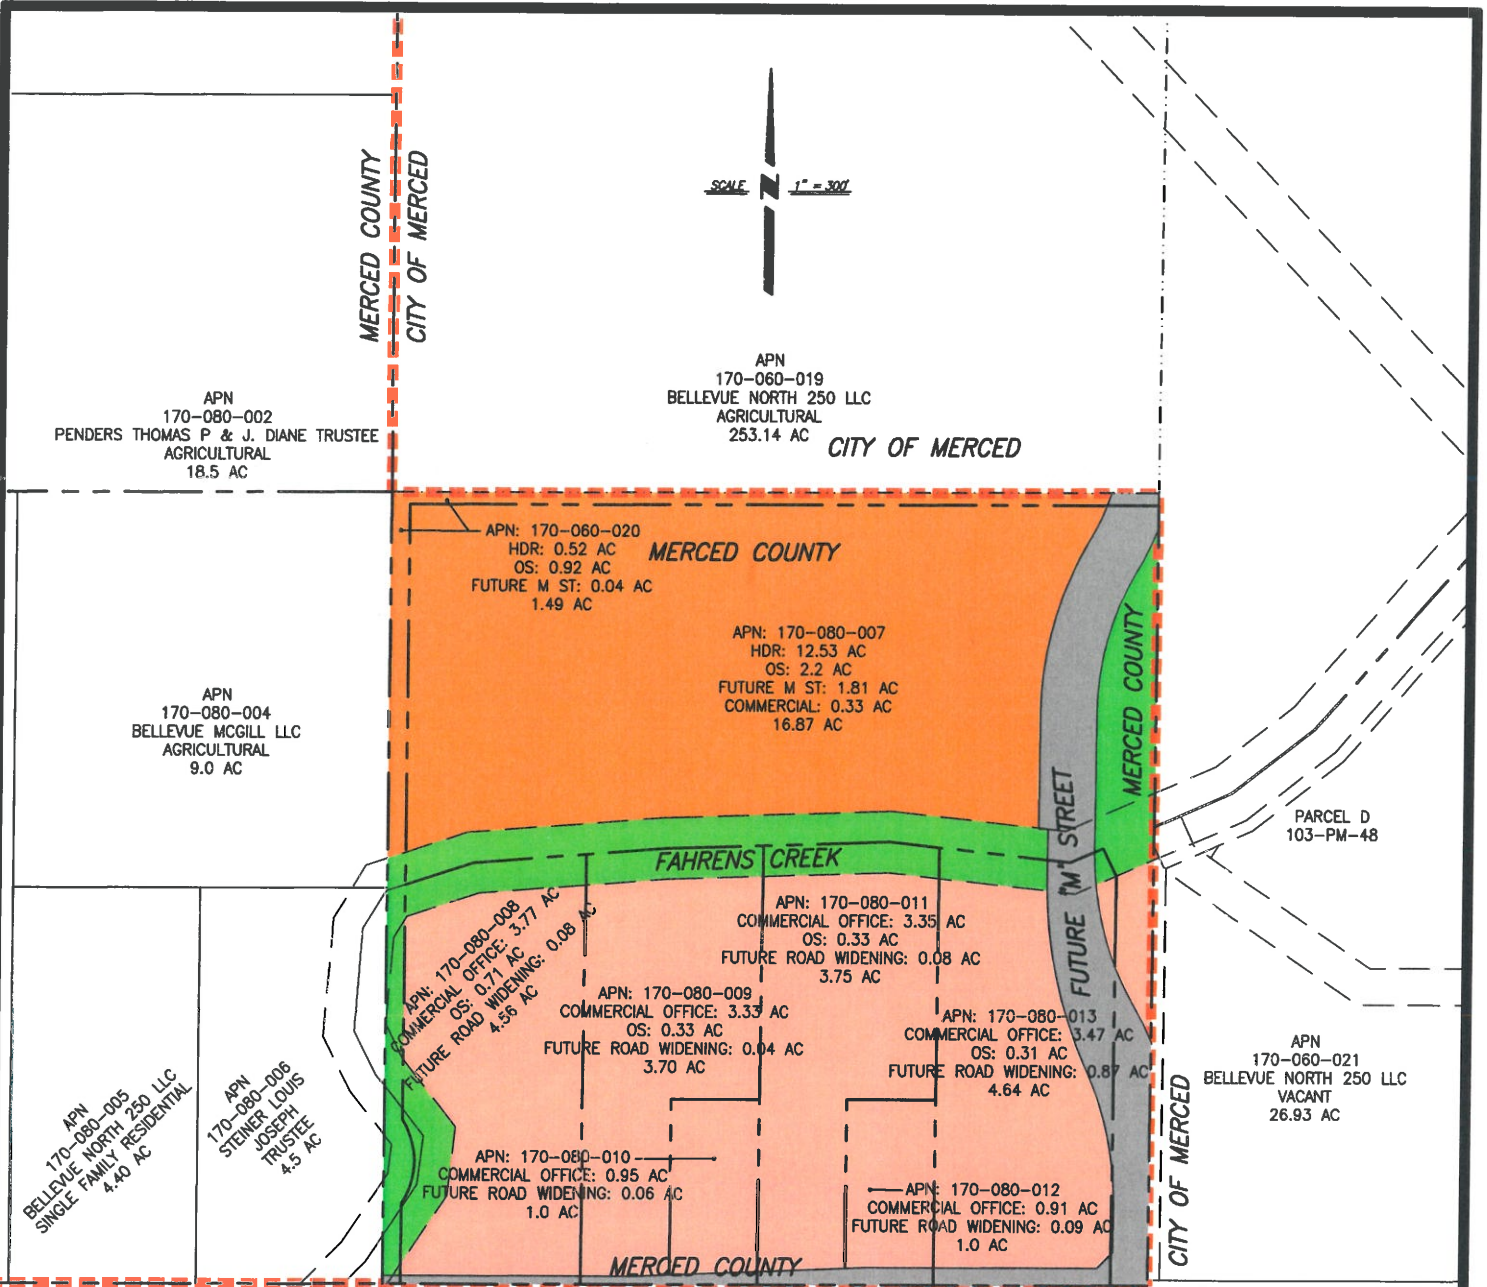 MERCED COUNTY
CITY OF MERCED
SCALE N 1" = 300'
APN
170-060-019
BELLEVUE NORTH 250 LLC
AGRICULTURAL
253.14 AC
CITY OF MERCED
APN
170-080-002
PENDERS THOMAS P & J. DIANE TRUSTEE
AGRICULTURAL
18.5 AC
APN: 170-060-020
HDR: 0.52 AC
OS: 0.92 AC
FUTURE M ST: 0.04 AC
1.49 AC
MERCED COUNTY
APN: 170-080-007
HDR: 12.53 AC
OS: 2.2 AC
FUTURE M ST: 1.81 AC
COMMERCIAL: 0.33 AC
16.87 AC
MERCED COUNTY
APN
170-080-004
BELLEVUE MCGILL LLC
AGRICULTURAL
9.0 AC
FUTURE "M" STREET
PARCEL D
103-PM-48
FAHRENS CREEK
APN: 170-080-008
COMMERCIAL OFFICE: 3.77 AC
OS: 0.71 AC
FUTURE ROAD WIDENING: 0.08 AC
4.56 AC
APN: 170-080-011
COMMERCIAL OFFICE: 3.35 AC
OS: 0.33 AC
FUTURE ROAD WIDENING: 0.08 AC
3.75 AC
APN: 170-080-009
COMMERCIAL OFFICE: 3.33 AC
OS: 0.33 AC
FUTURE ROAD WIDENING: 0.04 AC
3.70 AC
APN: 170-080-013
COMMERCIAL OFFICE: 3.47 AC
OS: 0.31 AC
FUTURE ROAD WIDENING: 0.87 AC
4.64 AC
APN
170-060-021
BELLEVUE NORTH 250 LLC
VACANT
26.93 AC
APN
170-080-005
BELLEVUE NORTH 250 LLC
SINGLE FAMILY RESIDENTIAL
4.40 AC
APN
170-080-006
STEINER LOUIS
JOSEPH
TRUSTEE
4.5 AC
APN: 170-080-010
COMMERCIAL OFFICE: 0.95 AC
FUTURE ROAD WIDENING: 0.06 AC
1.0 AC
APN: 170-080-012
COMMERCIAL OFFICE: 0.91 AC
FUTURE ROAD WIDENING: 0.09 AC
1.0 AC
CITY OF MERCED
MERCED COUNTY